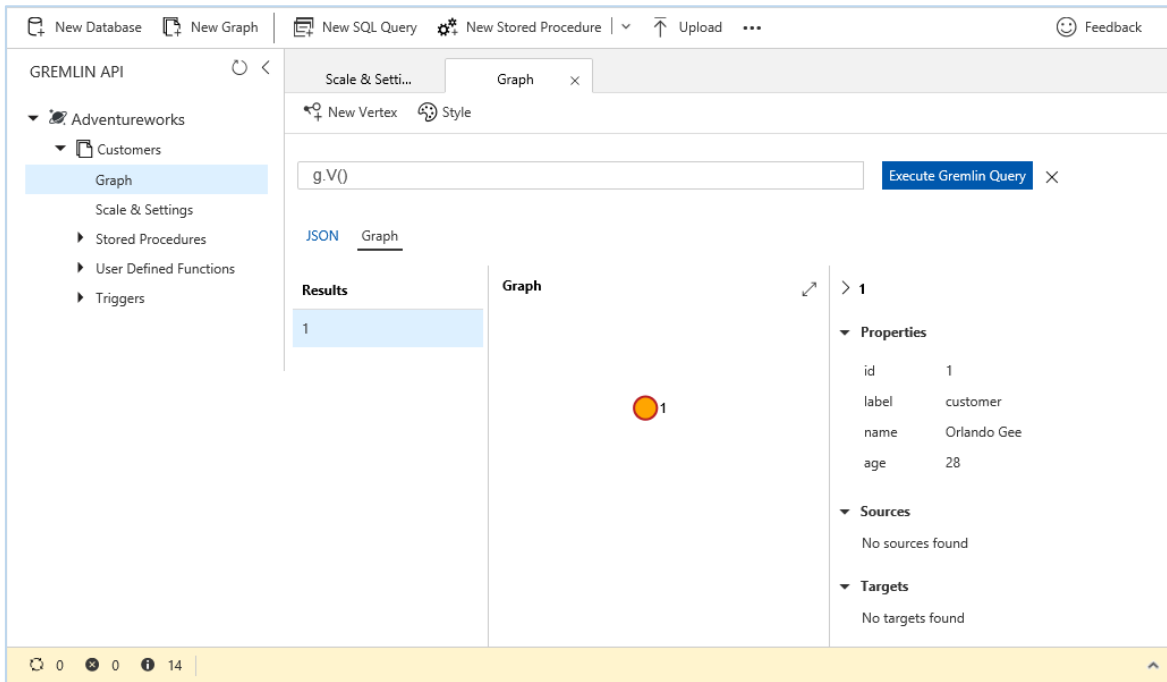 New Database New Graph New SQL Query New Stored Procedure Upload ... Feedback
GREMLIN API
Adventureworks
Customers
Graph
Scale & Settings
Stored Procedures
User Defined Functions
Triggers
Scale & Setti... Graph
New Vertex Style
g.V()
Execute Gremlin Query
JSON Graph
Results
1
Graph
1
1
Properties
id 1
label customer
name Orlando Gee
age 28
Sources
No sources found
Targets
No targets found
0 0 14